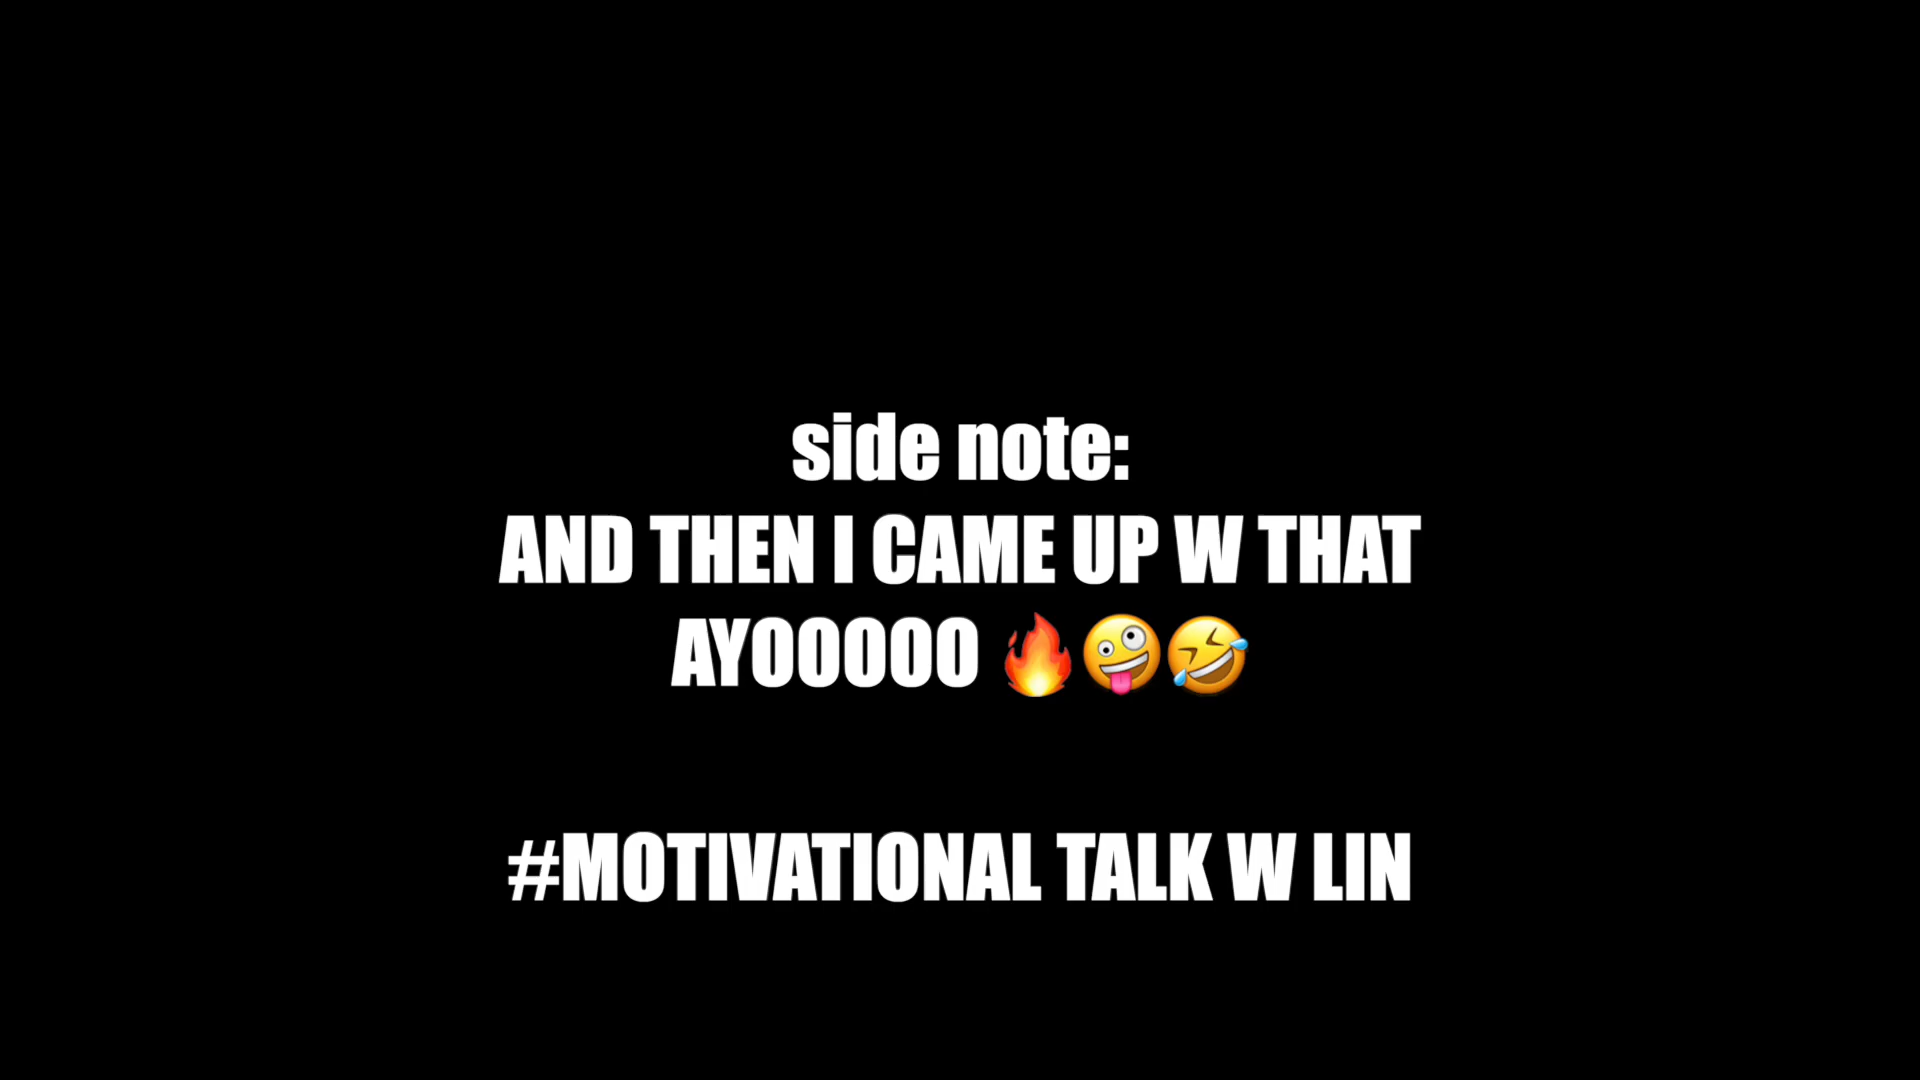 side note:
AND THEN I CAME UP W THAT
AYOOOOO 🔥🤪🤣
#MOTIVATIONAL TALK W LIN